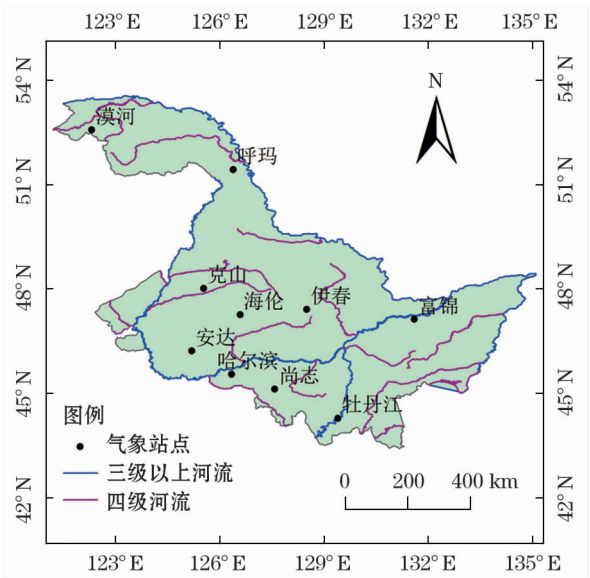 123° E 126° E 129° E 132° E 135° E
54° N 54° N
N
漠河
呼玛
51° N 51° N
克山
48° N 48° N
海伦 伊春 富锦
安达
哈尔滨
尚志
45° N 45° N
牡丹江
图例
气象站点
三级以上河流
四级河流
0 200 400 km
42° N 42° N
123° E 126° E 129° E 132° E 135° E